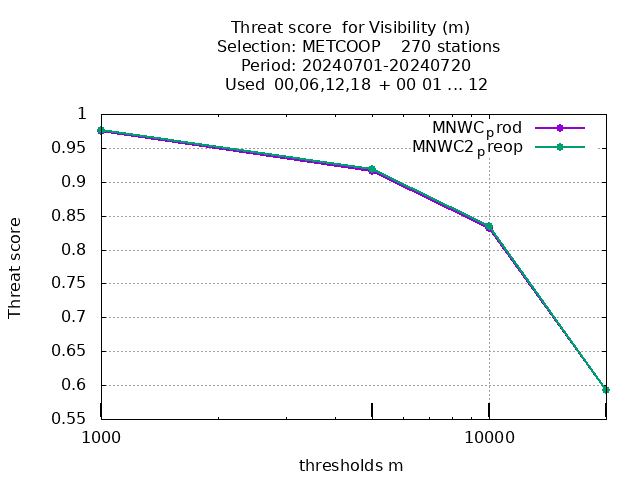 Threat score  for Visibility (m)
Selection: METCOOP    270 stations
Period: 20240701-20240720
Used  00,06,12,18 + 00 01 ... 12
1
0.95
0.9
0.85
0.8
0.75
0.7
0.65
0.6
0.55
Threat score
MNWCprod
MNWC2preop
1000
10000
thresholds m